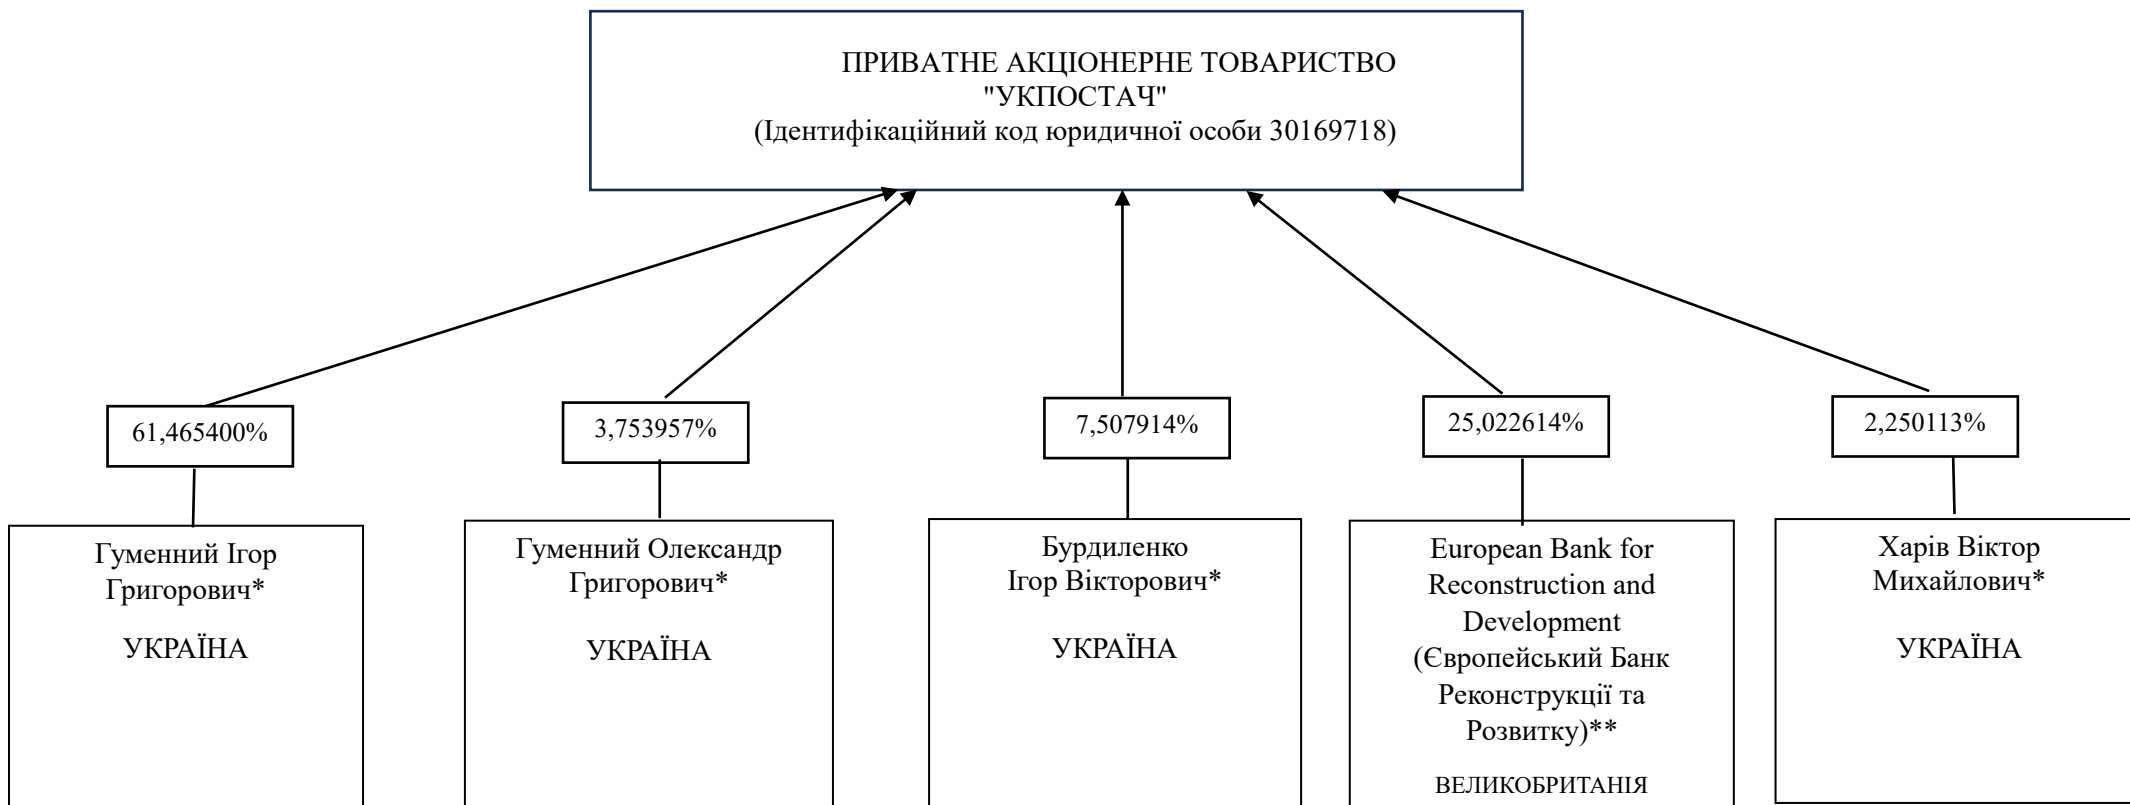 ПРИВАТНЕ АКЦІОНЕРНЕ ТОВАРИСТВО
"УКПОСТАЧ"
(Ідентифікаційний код юридичної особи 30169718)
61,465400%
3,753957%
7,507914%
25,022614%
2,250113%
Гуменний Ігор
Григорович*
УКРАЇНА
Гуменний Олександр
Григорович*
УКРАЇНА
Бурдиленко
Ігор Вікторович*
УКРАЇНА
European Bank for
Reconstruction and
Development
(Європейський Банк
Реконструкції та
Розвитку)**
ВЕЛИКОБРИТАНІЯ
Харів Віктор
Михайлович*
УКРАЇНА